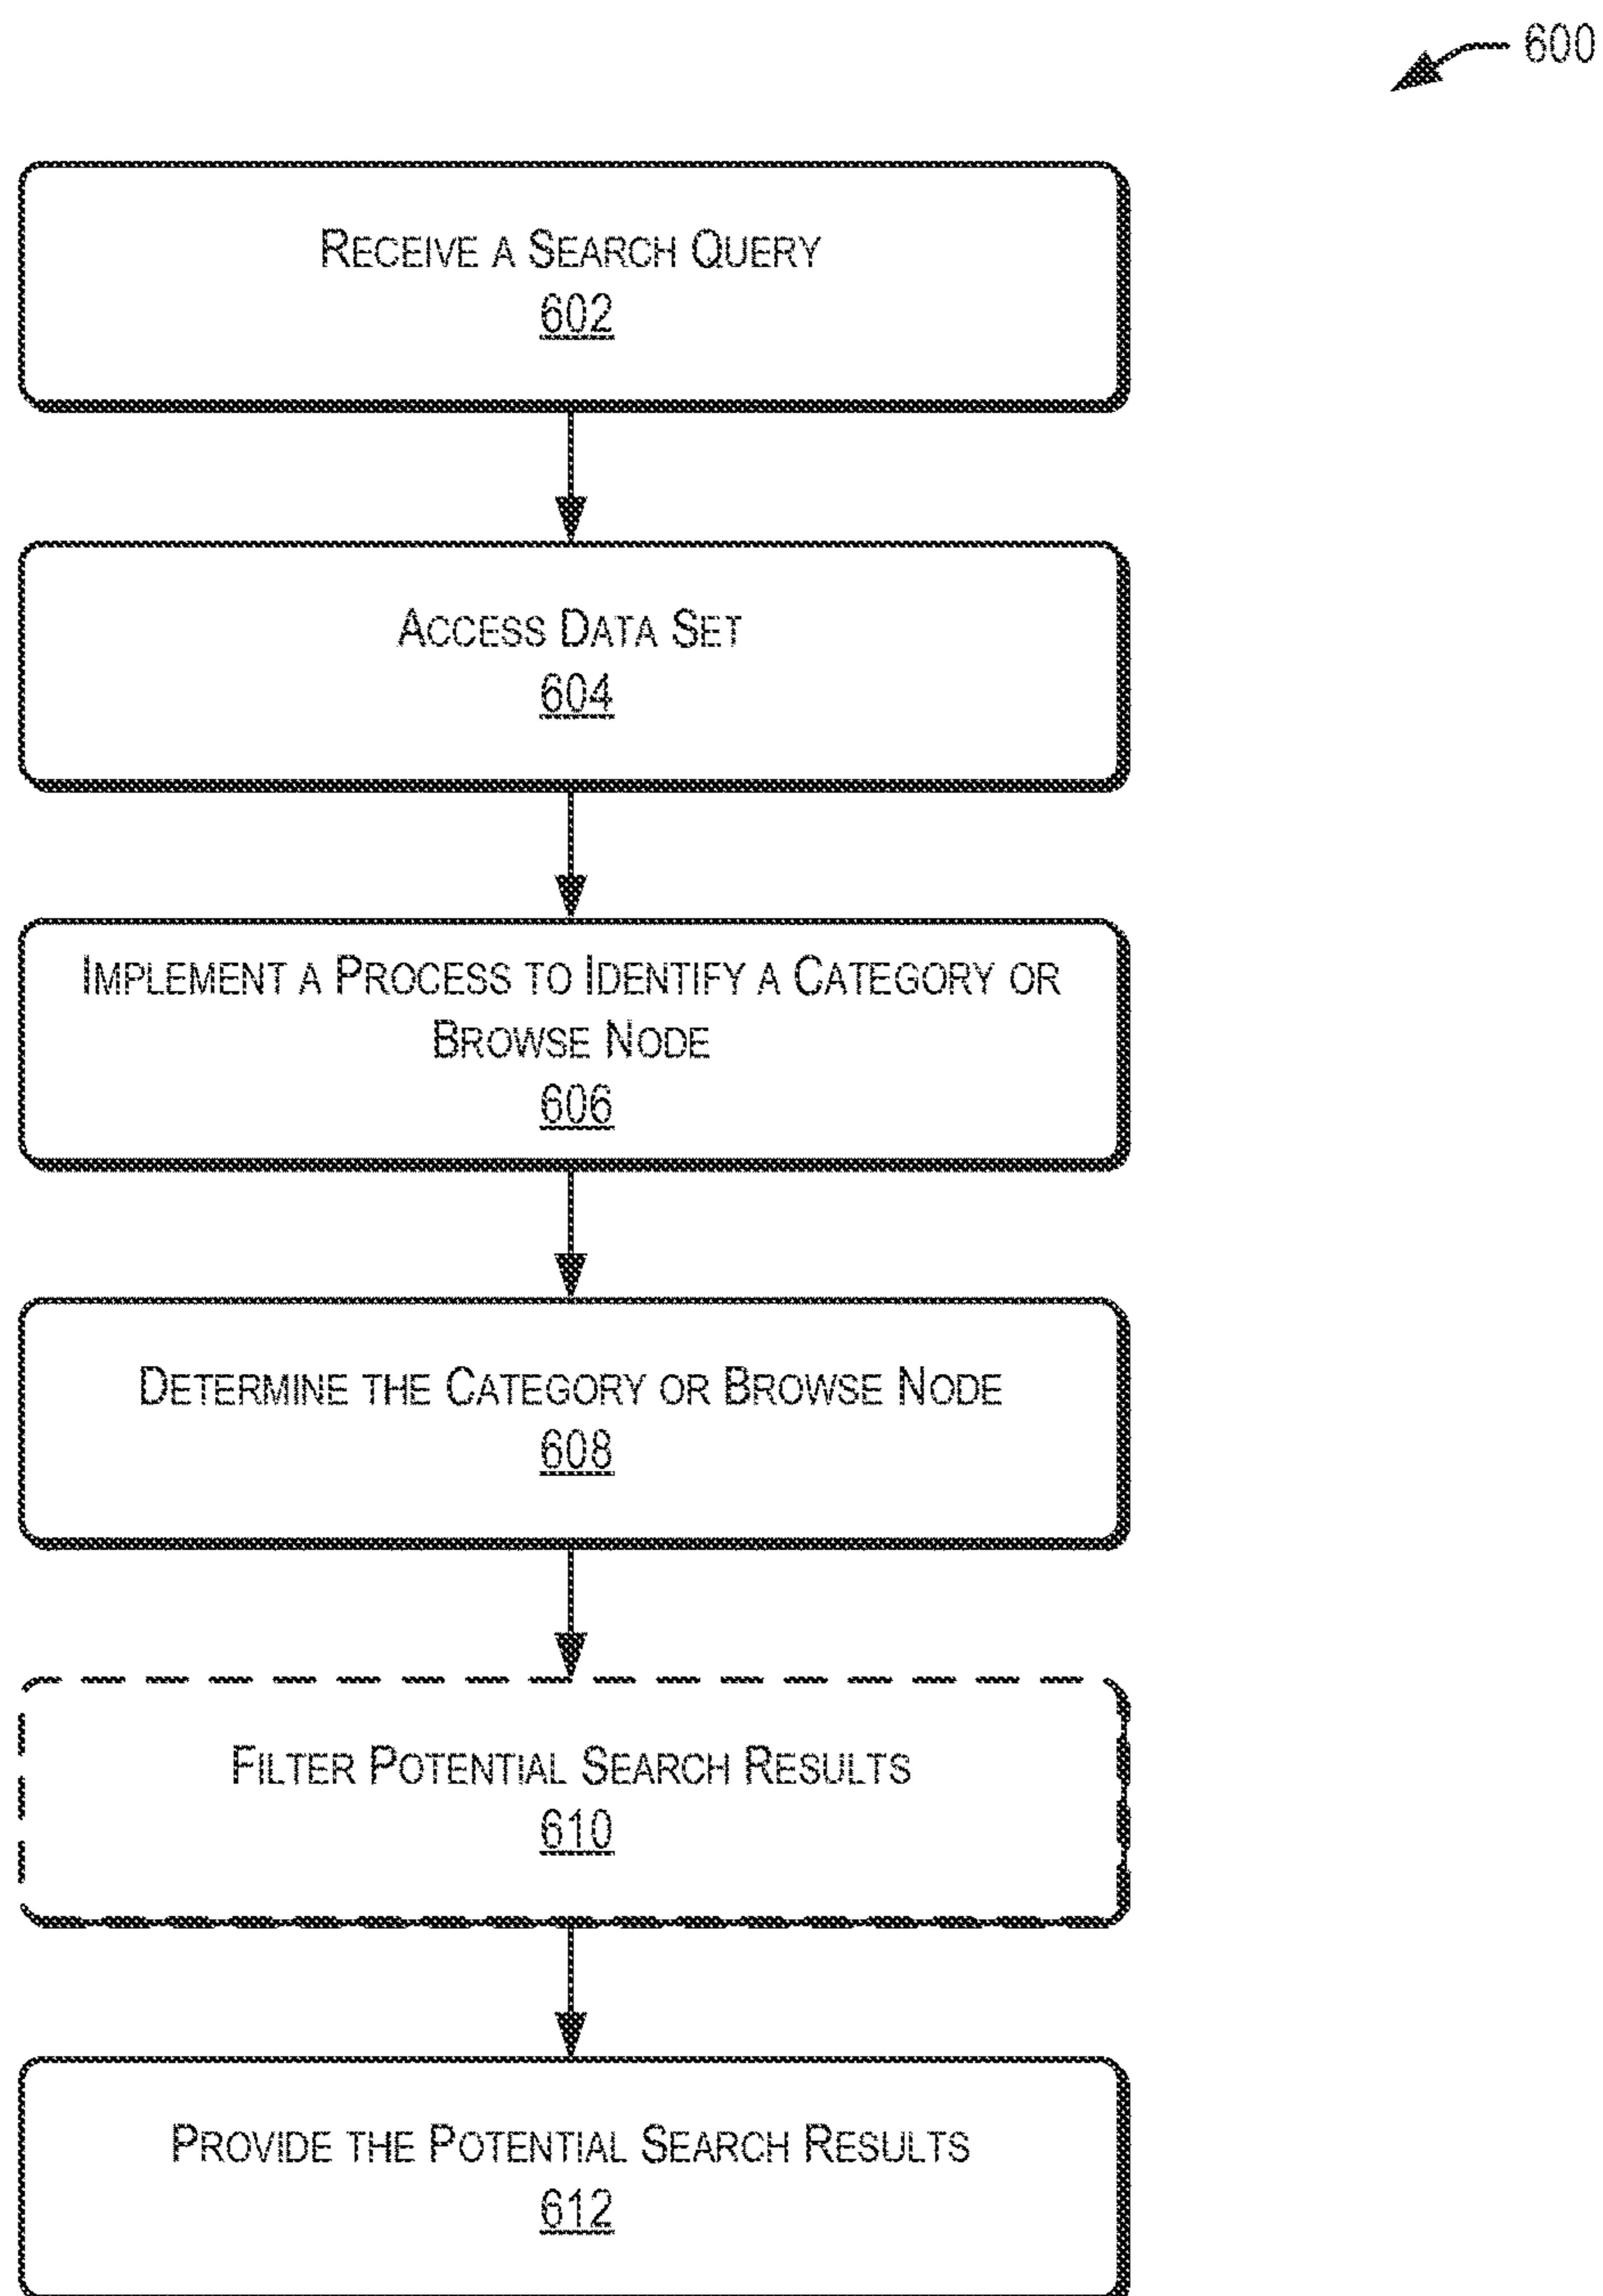 600
RECEIVE A SEARCH QUERY
602
ACCESS DATA SET
604
IMPLEMENT A PROCESS TO IDENTIFY A CATEGORY OR
BROWSE NODE
606
DETERMINE THE CATEGORY OR BROWSE NODE
608
FILTER POTENTIAL SEARCH RESULTS
610
PROVIDE THE POTENTIAL SEARCH RESULTS
612